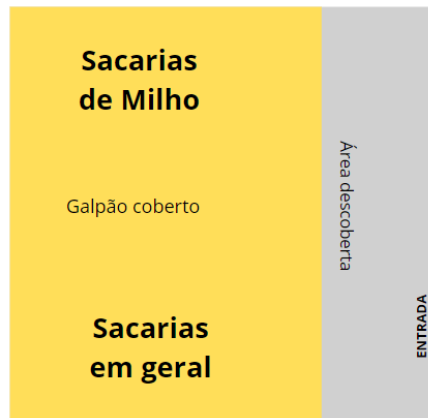 Sacarias
de Milho
Galpão coberto
Área descoberta
Sacarias
em geral
ENTRADA